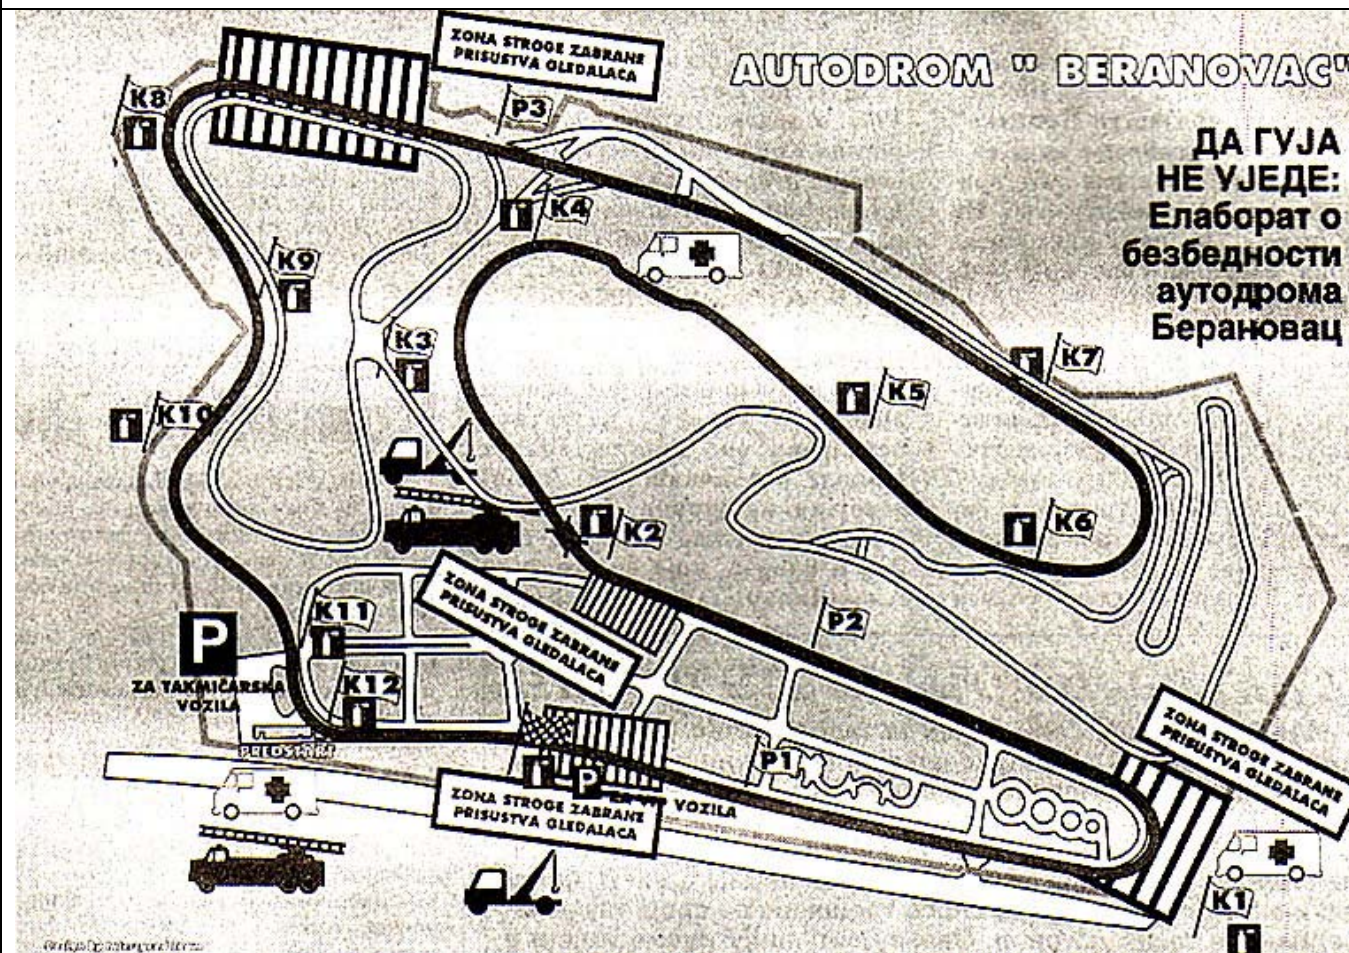 ZONA STROGE ZABRANE
PRISUSTVA GLEDALACA
AUTODROM " BERANOVAC"
ДА ГУЈА
НЕ УЈЕДЕ:
Елаборат о
безбедности
аутодрома
Берановац
K8
P3
K4
K9
K3
K7
K5
K10
K6
K2
ZONA STROGE ZABRANE
PRISUSTVA GLEDALACA
K11
P2
P
ZA TAKMIČARSKA
VOZILA
K12
ZONA STROGE ZABRANE
PRISUSTVA GLEDALACA
PREDSTART
P1
P
ZA VIP VOZILA
ZONA STROGE ZABRANE
PRISUSTVA GLEDALACA
K1